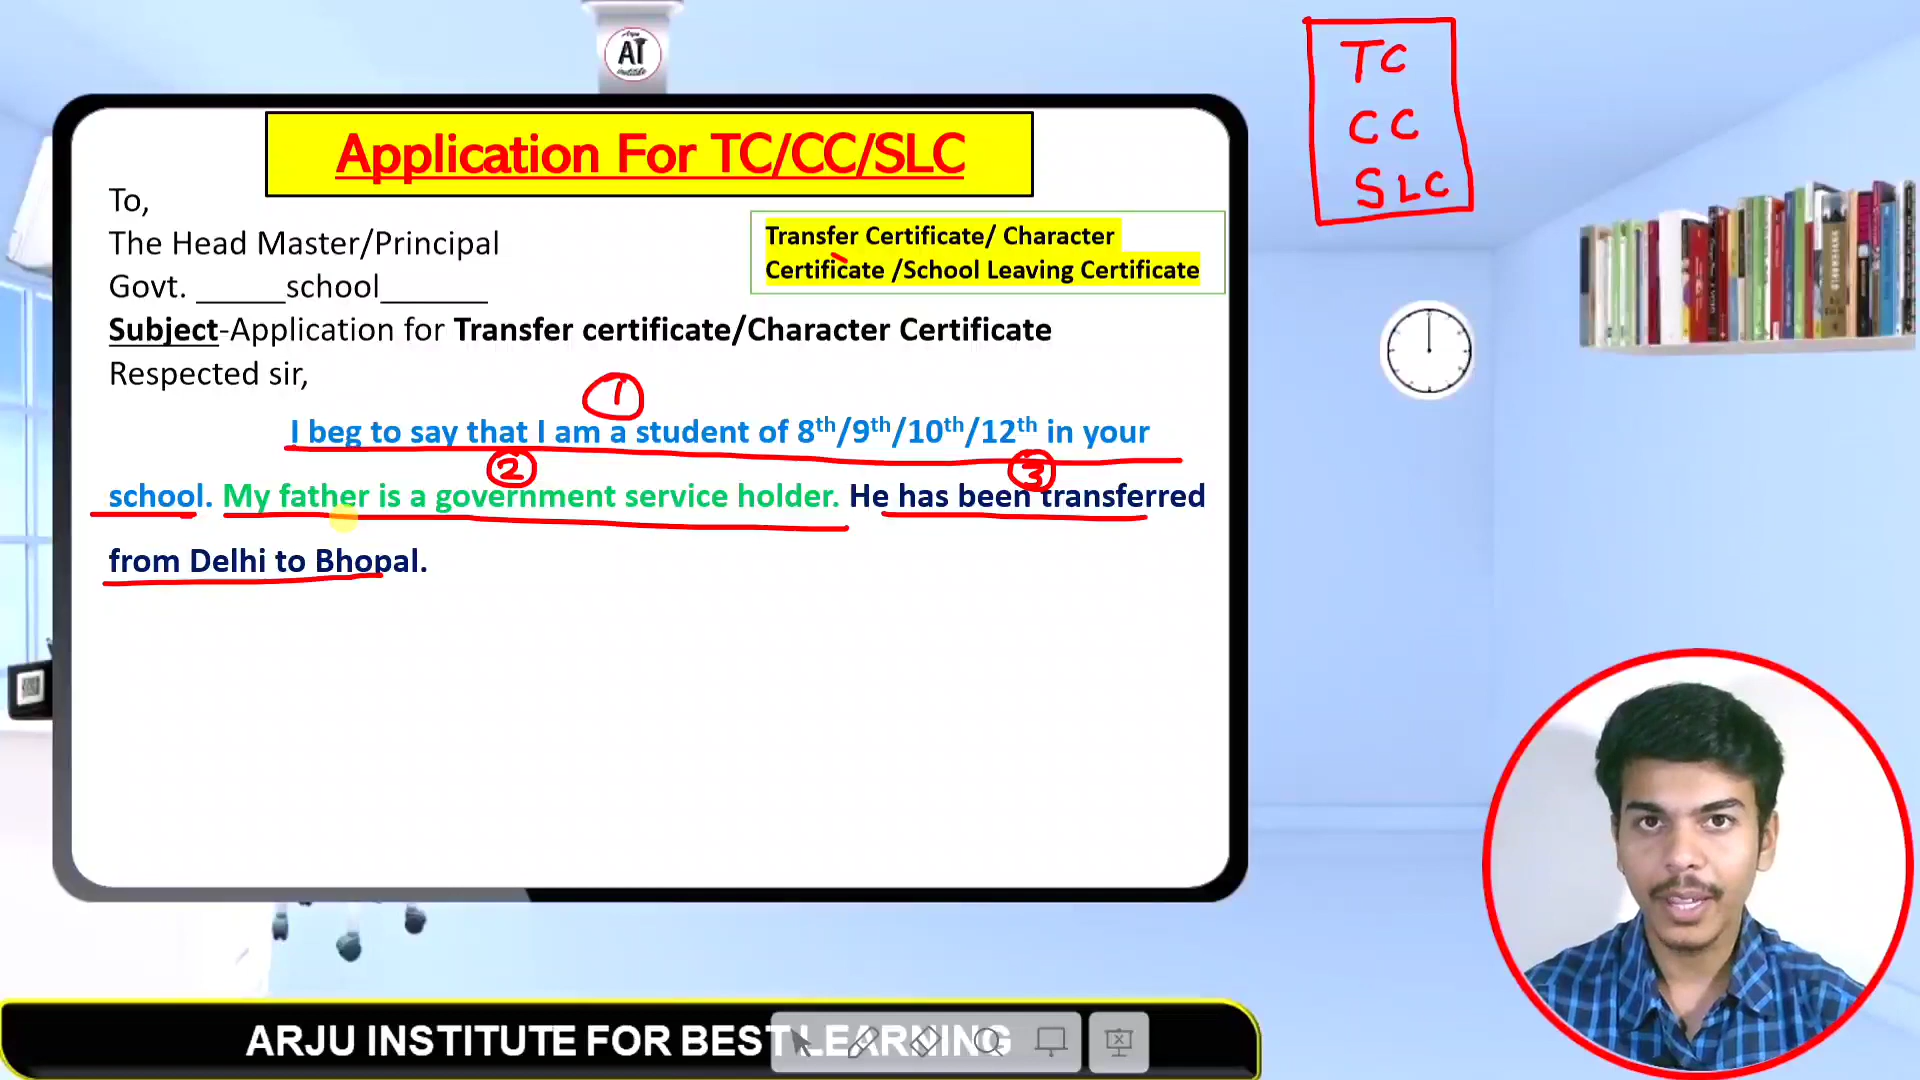 Arju
AT
institute
TC
CC
SLC
Application For TC/CC/SLC
To,
The Head Master/Principal
Govt. _____school______
Transfer Certificate/ Character
Certificate /School Leaving Certificate
Subject-Application for Transfer certificate/Character Certificate
Respected sir,
1
I beg to say that I am a student of 8th/9th/10th/12th in your
2 3
school. My father is a government service holder. He has been transferred
from Delhi to Bhopal.
ARJU INSTITUTE FOR BEST LEARNING